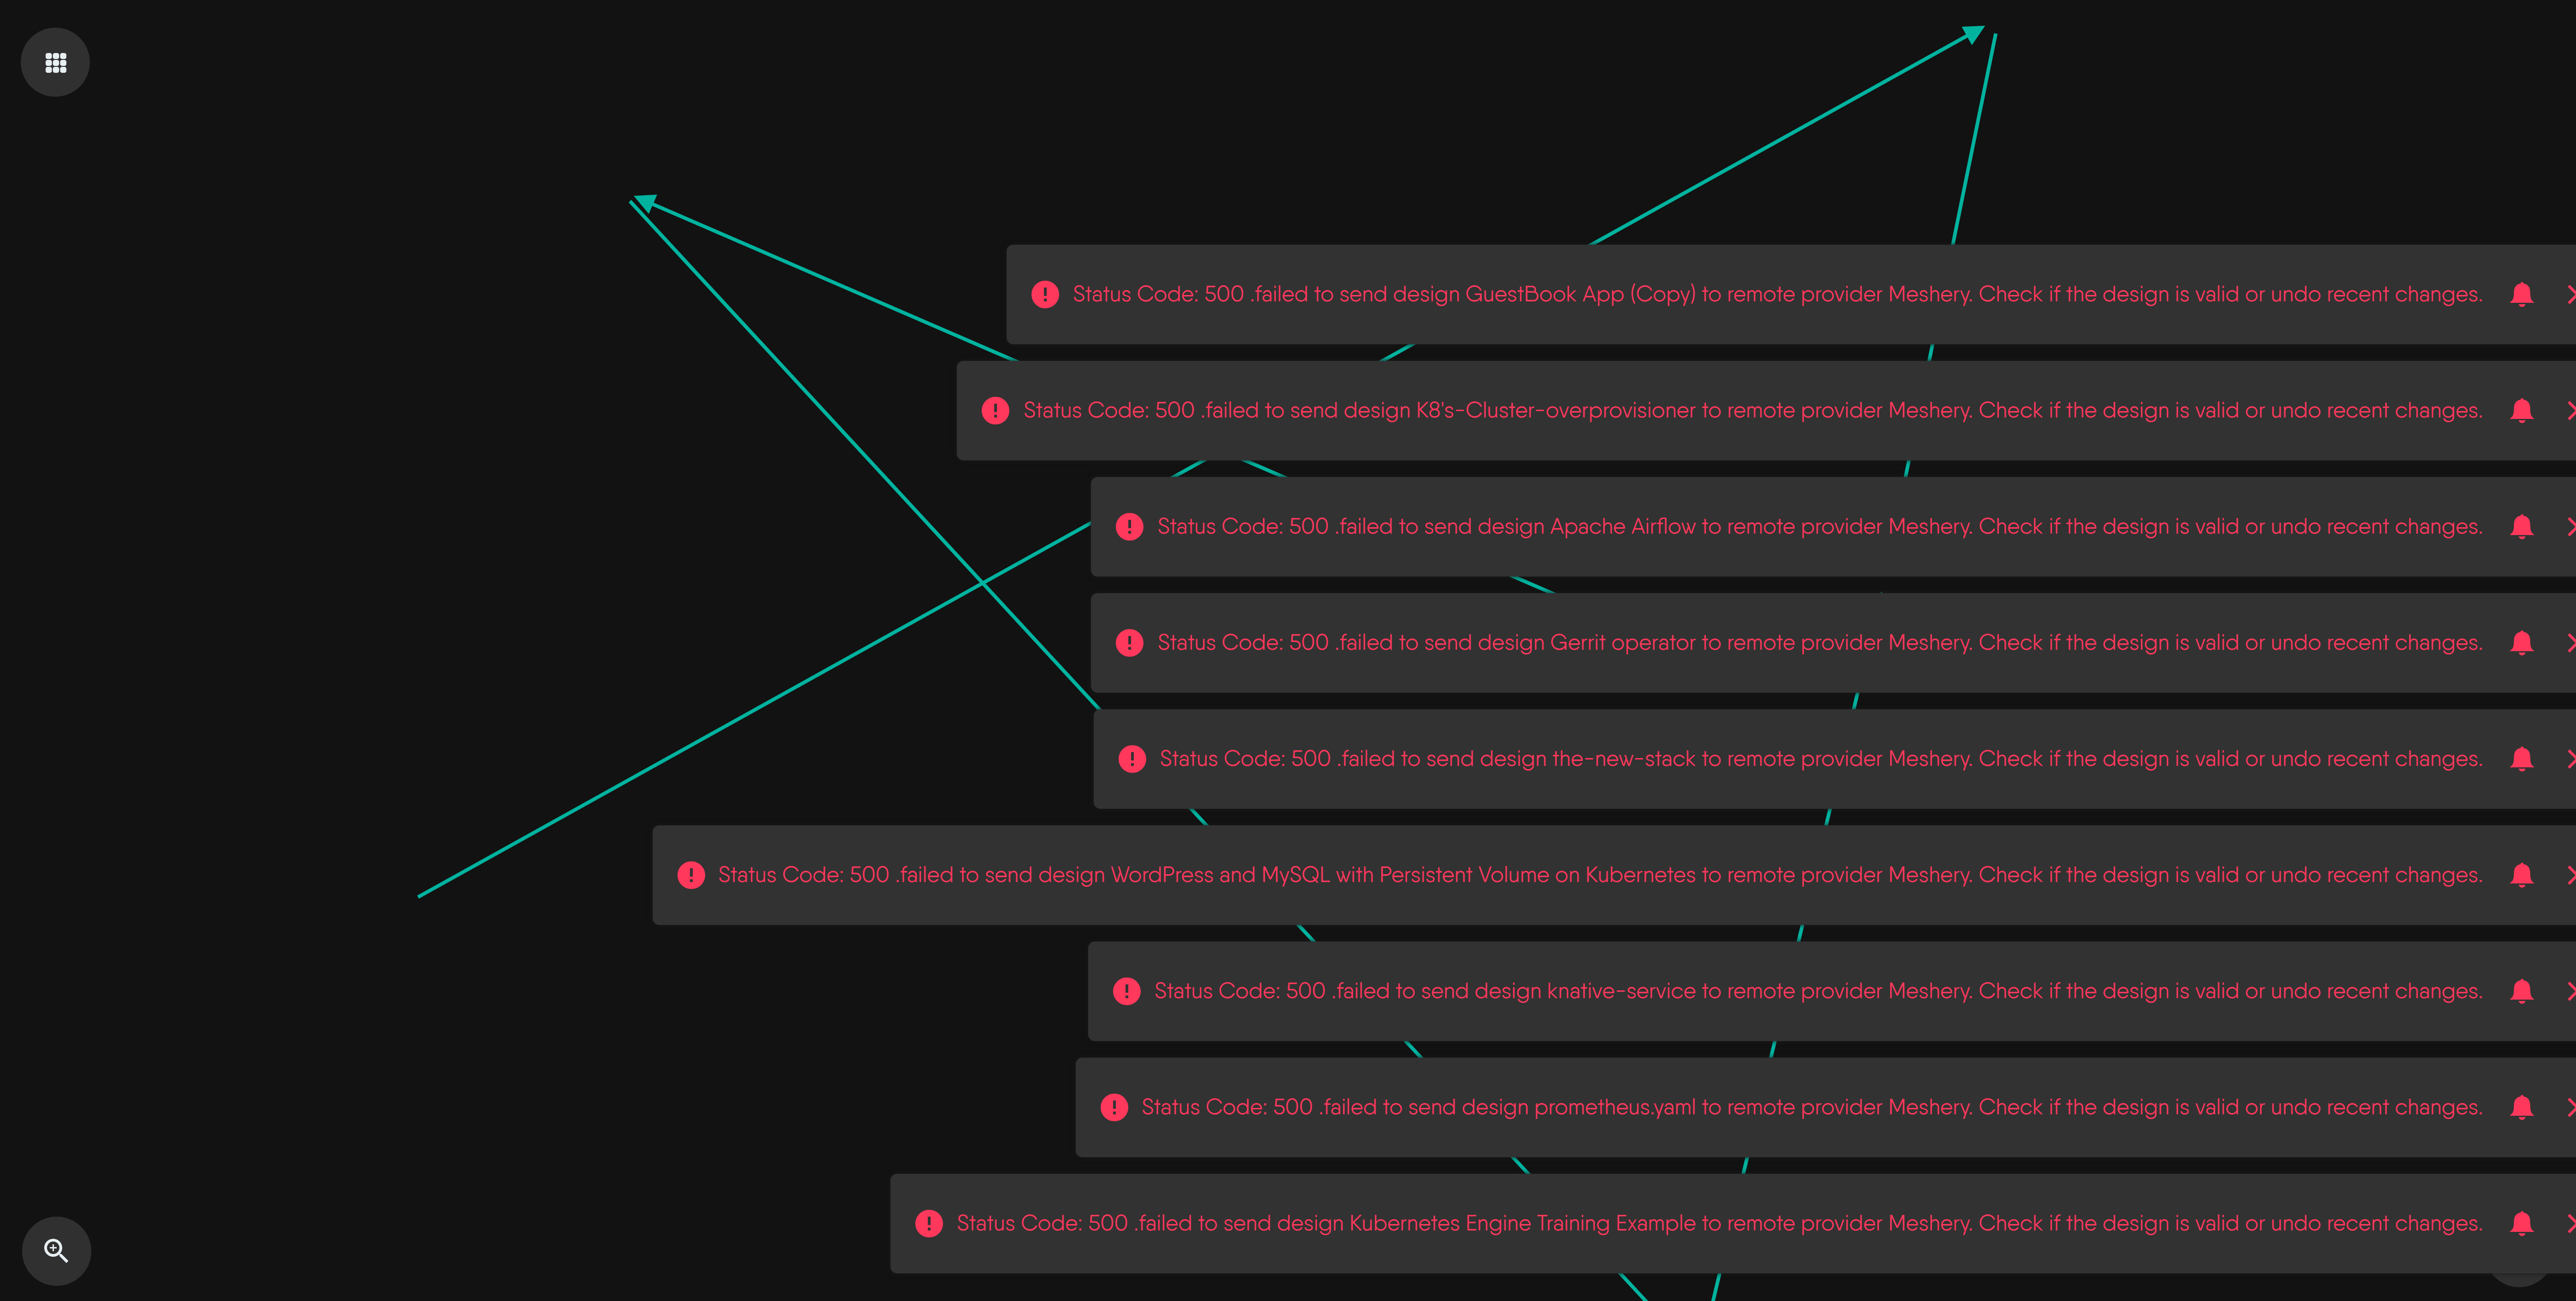 Status Code: 500 .failed to send design GuestBook App (Copy) to remote provider Meshery. Check if the design is valid or undo recent changes.
Status Code: 500 .failed to send design K8's-Cluster-overprovisioner to remote provider Meshery. Check if the design is valid or undo recent changes.
Status Code: 500 .failed to send design Apache Airflow to remote provider Meshery. Check if the design is valid or undo recent changes.
Status Code: 500 .failed to send design Gerrit operator to remote provider Meshery. Check if the design is valid or undo recent changes.
Status Code: 500 .failed to send design the-new-stack to remote provider Meshery. Check if the design is valid or undo recent changes.
Status Code: 500 .failed to send design WordPress and MySQL with Persistent Volume on Kubernetes to remote provider Meshery. Check if the design is valid or undo recent changes.
Status Code: 500 .failed to send design knative-service to remote provider Meshery. Check if the design is valid or undo recent changes.
Status Code: 500 .failed to send design prometheus.yaml to remote provider Meshery. Check if the design is valid or undo recent changes.
Status Code: 500 .failed to send design Kubernetes Engine Training Example to remote provider Meshery. Check if the design is valid or undo recent changes.